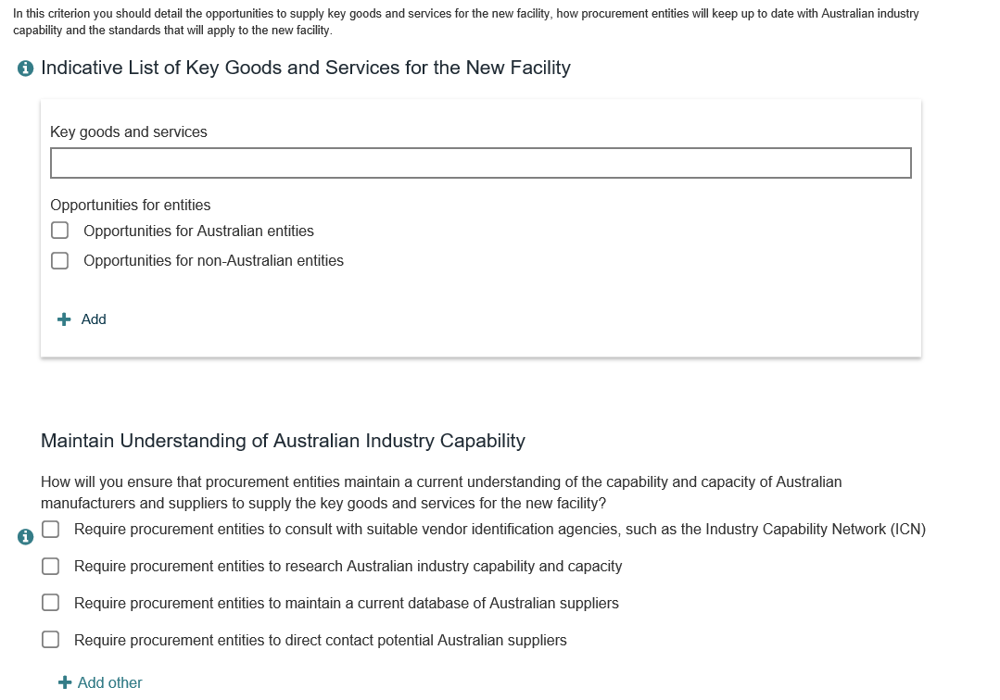 In this criterion you should detail the opportunities to supply key goods and services for the new facility, how procurement entities will keep up to date with Australian industry
capability and the standards that will apply to the new facility.
Indicative List of Key Goods and Services for the New Facility
Key goods and services
Opportunities for entities
Opportunities for Australian entities
Opportunities for non-Australian entities
Add
Maintain Understanding of Australian Industry Capability
How will you ensure that procurement entities maintain a current understanding of the capability and capacity of Australian
manufacturers and suppliers to supply the key goods and services for the new facility?
Require procurement entities to consult with suitable vendor identification agencies, such as the Industry Capability Network (ICN)
Require procurement entities to research Australian industry capability and capacity
Require procurement entities to maintain a current database of Australian suppliers
Require procurement entities to direct contact potential Australian suppliers
Add other